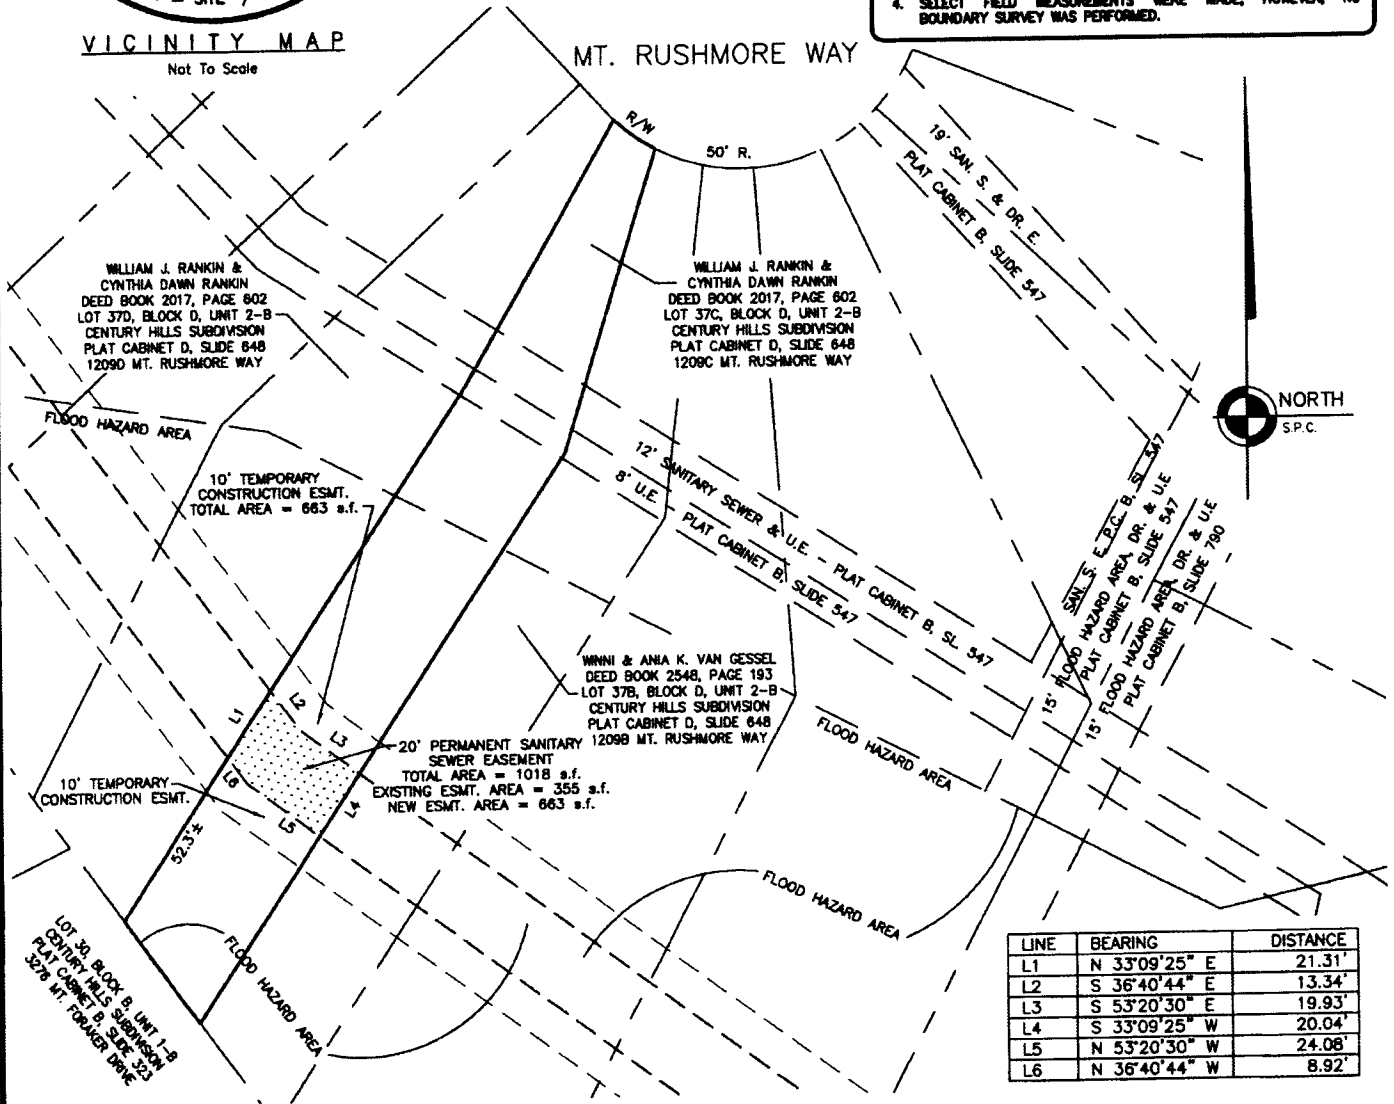 SITE
VICINITY MAP
Not To Scale
4. SELECT FIELD MEASUREMENTS WERE MADE, HOWEVER, NO
BOUNDARY SURVEY WAS PERFORMED.
MT. RUSHMORE WAY
R/W
50' R.
19' SAN. S. & DR. E.
PLAT CABINET B, SLIDE 547
WILLIAM J. RANKIN &
CYNTHIA DAWN RANKIN
DEED BOOK 2017, PAGE 602
LOT 37D, BLOCK D, UNIT 2-B
CENTURY HILLS SUBDIVISION
PLAT CABINET D, SLIDE 648
1209D MT. RUSHMORE WAY
WILLIAM J. RANKIN &
CYNTHIA DAWN RANKIN
DEED BOOK 2017, PAGE 602
LOT 37C, BLOCK D, UNIT 2-B
CENTURY HILLS SUBDIVISION
PLAT CABINET D, SLIDE 648
1209C MT. RUSHMORE WAY
NORTH
S.P.C.
FLOOD HAZARD AREA
10' TEMPORARY
CONSTRUCTION ESMT.
TOTAL AREA = 663 s.f.
12' SANITARY SEWER & U.E. - PLAT CABINET B, SL. 547
8' U.E. - PLAT CABINET B, SLIDE 547
SAN. S. E. P.C. B, SL 547
15' FLOOD HAZARD AREA, DR. & U.E
PLAT CABINET B, SLIDE 547
15' FLOOD HAZARD AREA, DR. & U.E
PLAT CABINET B, SLIDE 790
WINNI & ANIA K. VAN GESSEL
DEED BOOK 2548, PAGE 193
LOT 37B, BLOCK D, UNIT 2-B
CENTURY HILLS SUBDIVISION
PLAT CABINET D, SLIDE 648
1209B MT. RUSHMORE WAY
L1
L2
L3
L4
L5
L6
20' PERMANENT SANITARY
SEWER EASEMENT
TOTAL AREA = 1018 s.f.
EXISTING ESMT. AREA = 355 s.f.
NEW ESMT. AREA = 663 s.f.
10' TEMPORARY
CONSTRUCTION ESMT.
52.3'±
FLOOD HAZARD AREA
FLOOD HAZARD AREA
FLOOD HAZARD AREA
LOT 30, BLOCK B, UNIT 1-B
CENTURY HILLS SUBDIVISION
PLAT CABINET B, SLIDE 323
3276 MT. FORAKER DRIVE
LINE BEARING DISTANCE
L1 N 33°09'25" E 21.31'
L2 S 36°40'44" E 13.34'
L3 S 53°20'30" E 19.93'
L4 S 33°09'25" W 20.04'
L5 N 53°20'30" W 24.08'
L6 N 36°40'44" W 8.92'